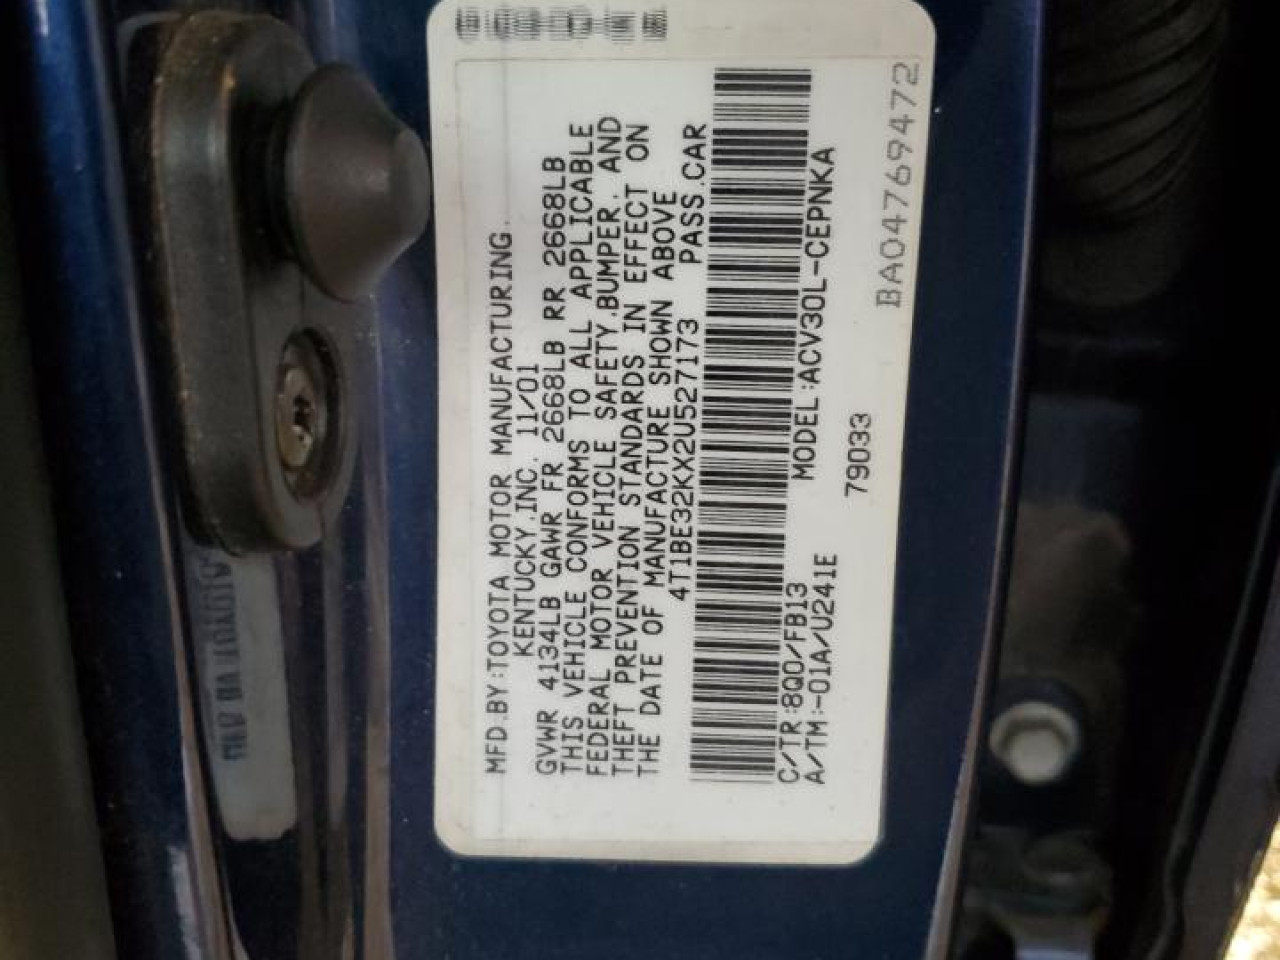 MFD.BY:TOYOTA MOTOR MANUFACTURING.
KENTUCKY.INC. 11/01
GVWR 4134LB GAWR FR 2668LB RR 2668LB
THIS VEHICLE CONFORMS TO ALL APPLICABLE
FEDERAL MOTOR VEHICLE SAFETY.BUMPER, AND
THEFT PREVENTION STANDARDS IN EFFECT ON
THE DATE OF MANUFACTURE SHOWN ABOVE
4T1BE32KX2U527173 PASS.CAR
C/TR:8Q0/FB13 MODEL:ACV30L-CEPNKA
A/TM:-01A/U241E 79033
BA04769472